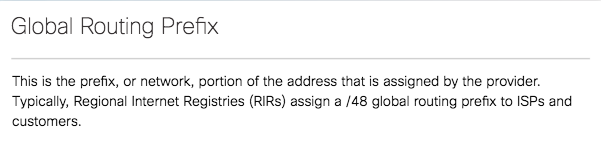 Global Routing Prefix
This is the prefix, or network, portion of the address that is assigned by the provider.
Typically, Regional Internet Registries (RIRs) assign a /48 global routing prefix to ISPs and
customers.